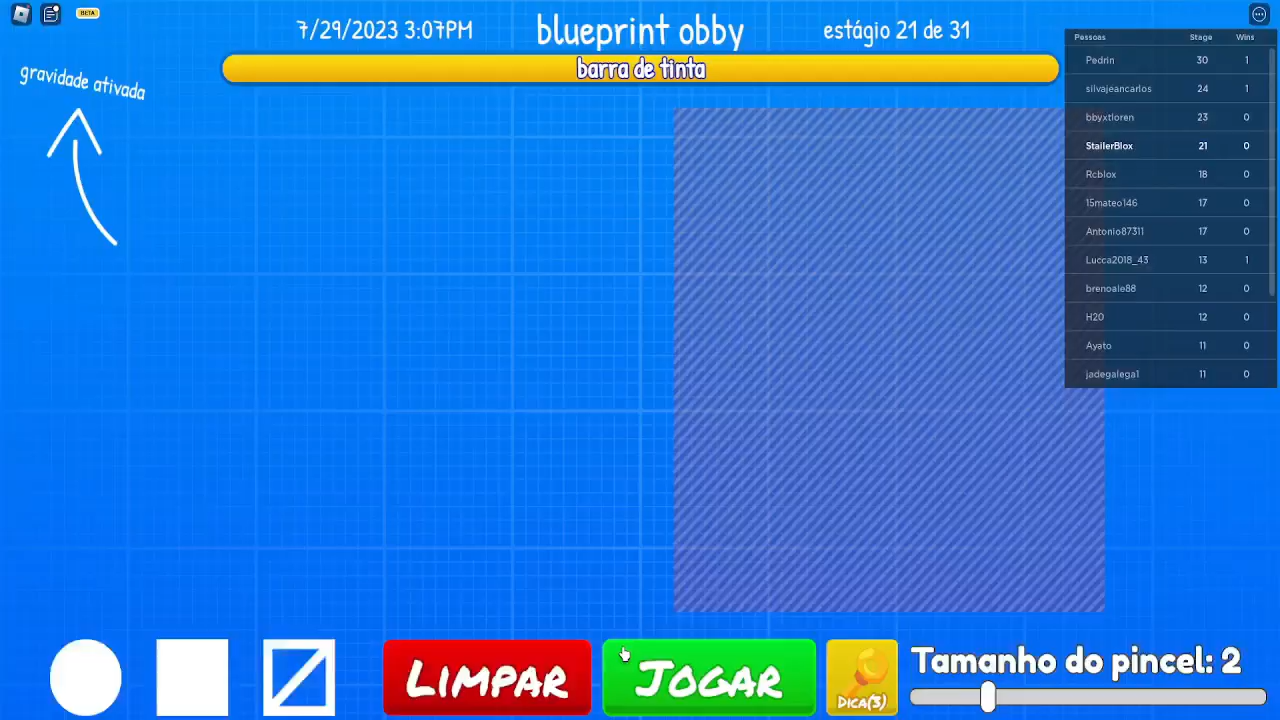 BETA
7/29/2023 3:07PM
blueprint obby
estágio 21 de 31
barra de tinta
gravidade ativada
Pessoas Stage Wins
Pedrin 30 1
silvajeancarlos 24 1
bbyxtloren 23 0
StailerBlox 21 0
Rcblox 18 0
15mateo146 17 0
Antonio87311 17 0
Lucca2018_43 13 1
brenoale88 12 0
H20 12 0
Ayato 11 0
jadegalega1 11 0
LIMPAR
JOGAR
DICA(S)
Tamanho do pincel: 2